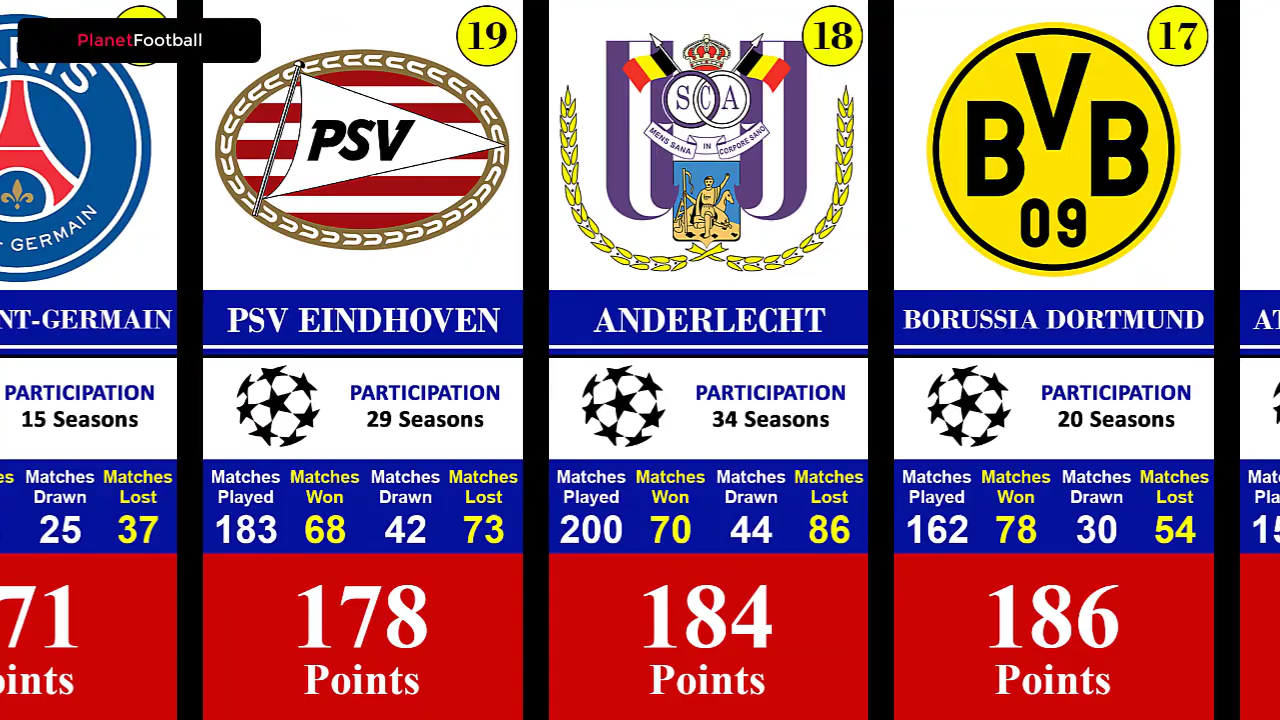 PlanetFootball
PARIS
GERMAIN
NT-GERMAIN
PARTICIPATION
15 Seasons
Matches Drawn
Matches Lost
25
37
71
oints
19
PSV
PSV EINDHOVEN
PARTICIPATION
29 Seasons
Matches Played
Matches Won
Matches Drawn
Matches Lost
183
68
42
73
178
Points
18
SCA
MENS SANA IN CORPORE SANO
ANDERLECHT
PARTICIPATION
34 Seasons
Matches Played
Matches Won
Matches Drawn
Matches Lost
200
70
44
86
184
Points
17
BVB
09
BORUSSIA DORTMUND
PARTICIPATION
20 Seasons
Matches Played
Matches Won
Matches Drawn
Matches Lost
162
78
30
54
186
Points
AT